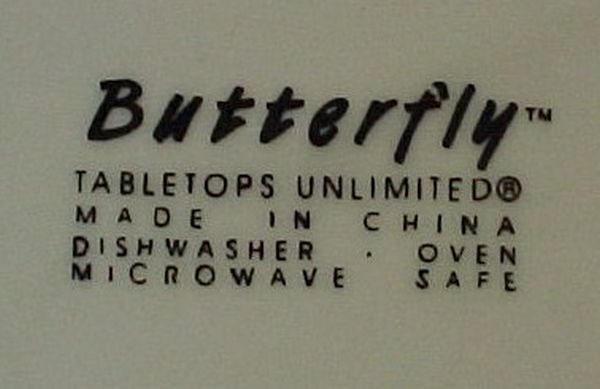 Butterfly™
TABLETOPS UNLIMITED®
MADE IN CHINA
DISHWASHER · OVEN
MICROWAVE SAFE